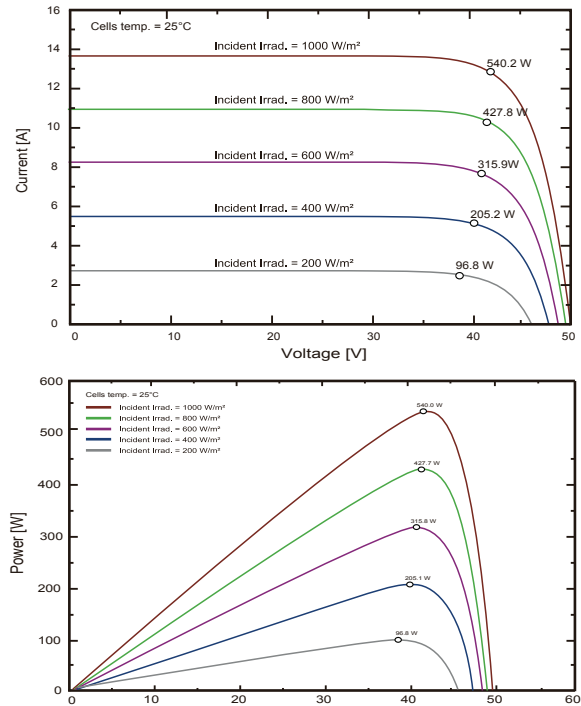 16
Cells temp. = 25°C
14
Incident Irrad. = 1000 W/m²
540.2 W
12
Incident Irrad. = 800 W/m²
427.8 W
10
Incident Irrad. = 600 W/m²
315.9W
8
Incident Irrad. = 400 W/m²
205.2 W
6
4
Incident Irrad. = 200 W/m²
96.8 W
2
0
Current [A]
0 10 20 30 40 50
Voltage [V]
600
Cells temp. = 25°C
Incident Irrad. = 1000 W/m²
Incident Irrad. = 800 W/m²
Incident Irrad. = 600 W/m²
Incident Irrad. = 400 W/m²
Incident Irrad. = 200 W/m²
540.0 W
500
427.7 W
400
315.8 W
300
205.1 W
200
96.8 W
100
0
Power [W]
0 10 20 30 40 50 60